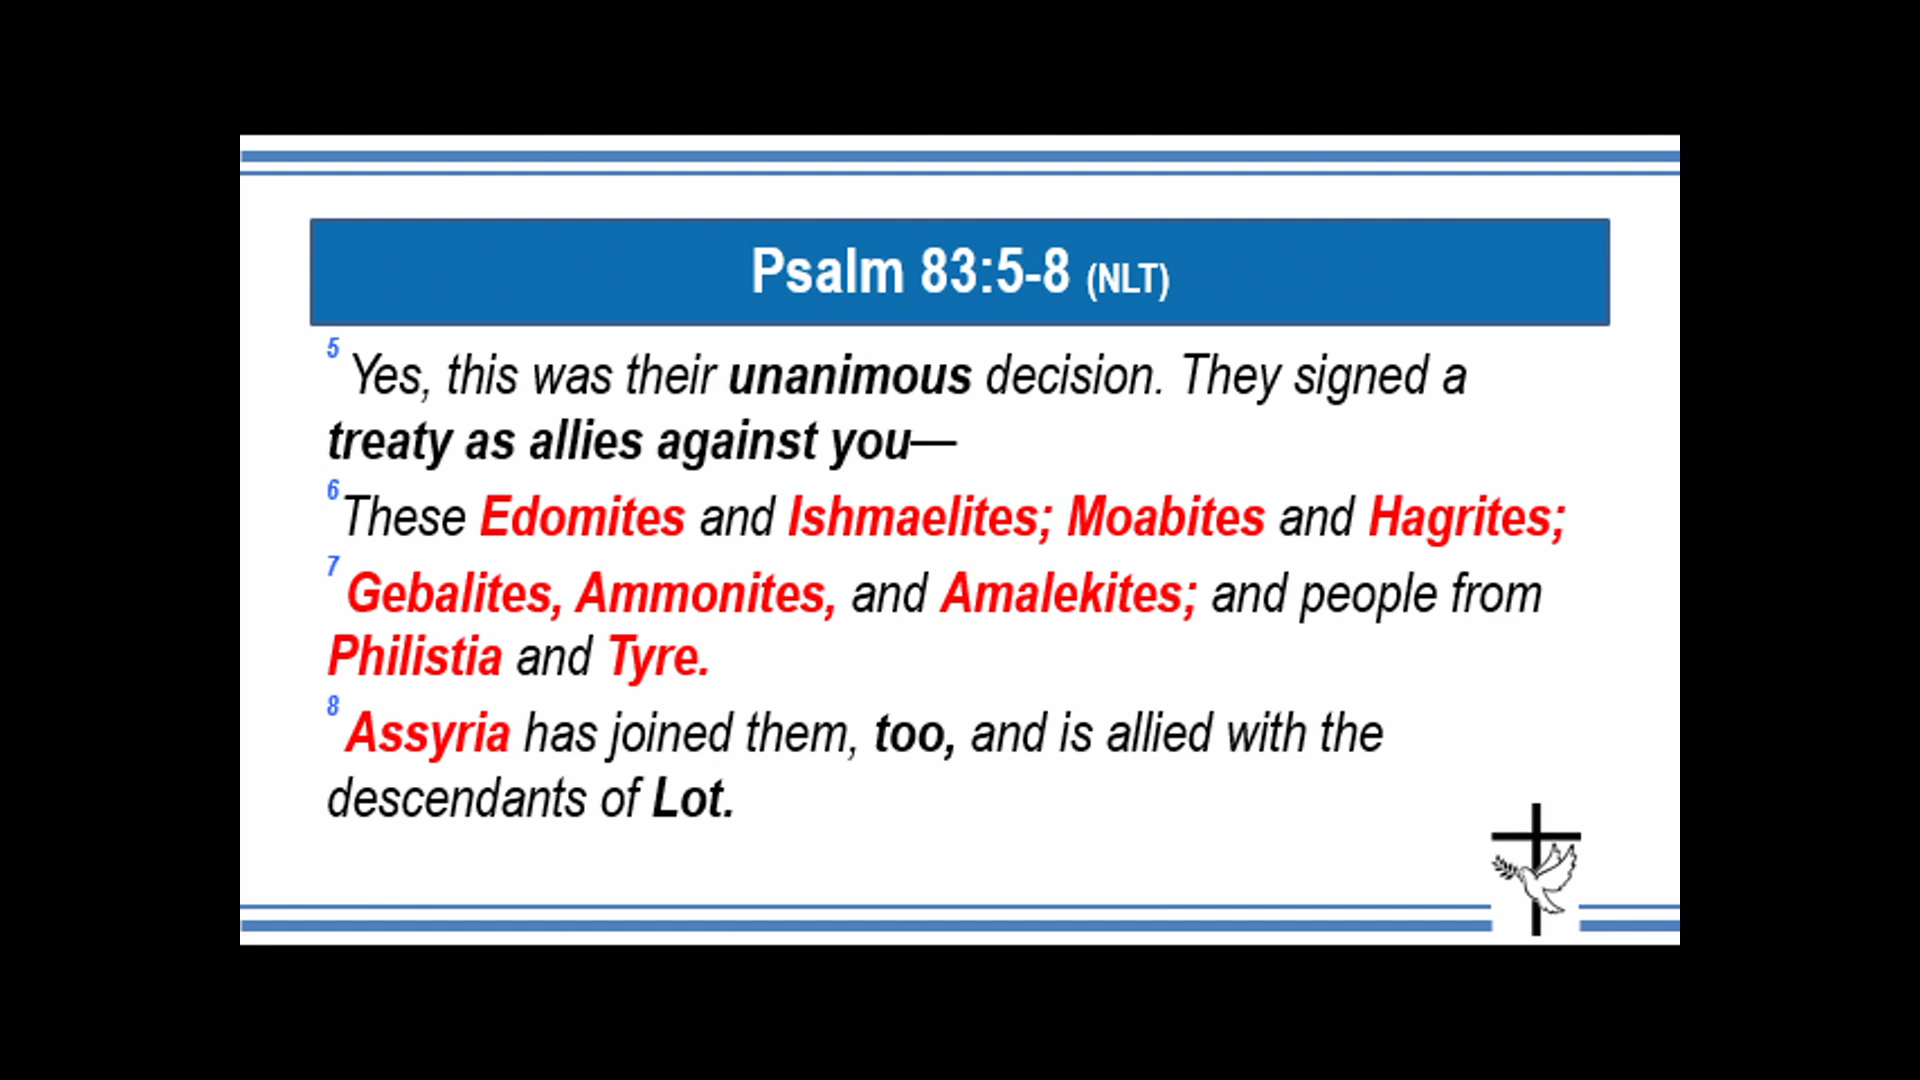 Psalm 83:5-8 (NLT)
5 Yes, this was their unanimous decision. They signed a
treaty as allies against you—
6 These Edomites and Ishmaelites; Moabites and Hagrites;
7 Gebalites, Ammonites, and Amalekites; and people from
Philistia and Tyre.
8 Assyria has joined them, too, and is allied with the
descendants of Lot.